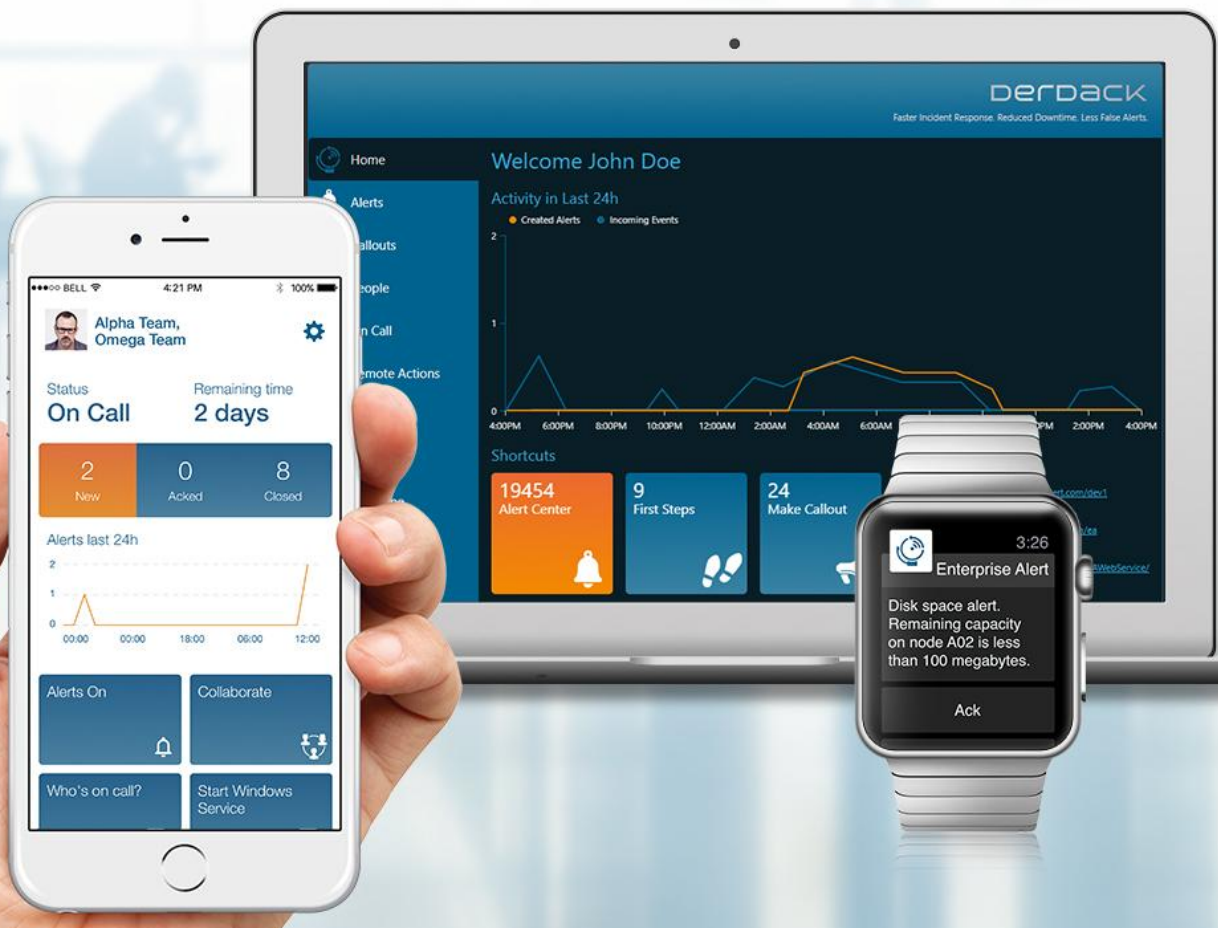 DERDACK
Faster Incident Response. Reduced Downtime. Less False Alerts.
Home
Alerts
allouts
eople
n Call
emote Actions
Welcome John Doe
Activity in Last 24h
Created Alerts
Incoming Events
2
1
0
4:00PM 6:00PM 8:00PM 10:00PM 12:00AM 2:00AM 4:00AM 6:00AM PM 2:00PM 4:00PM
Shortcuts
19454
Alert Center
9
First Steps
24
Make Callout
ert.com/dev1
/ea
AWebService/
BELL
4:21 PM
100%
Alpha Team,
Omega Team
Status
On Call
Remaining time
2 days
2
New
0
Acked
8
Closed
Alerts last 24h
2
1
0
00:00 00:00 18:00 06:00 12:00
Alerts On
Collaborate
Who's on call?
Start Windows
Service
3:26
Enterprise Alert
Disk space alert.
Remaining capacity
on node A02 is less
than 100 megabytes.
Ack